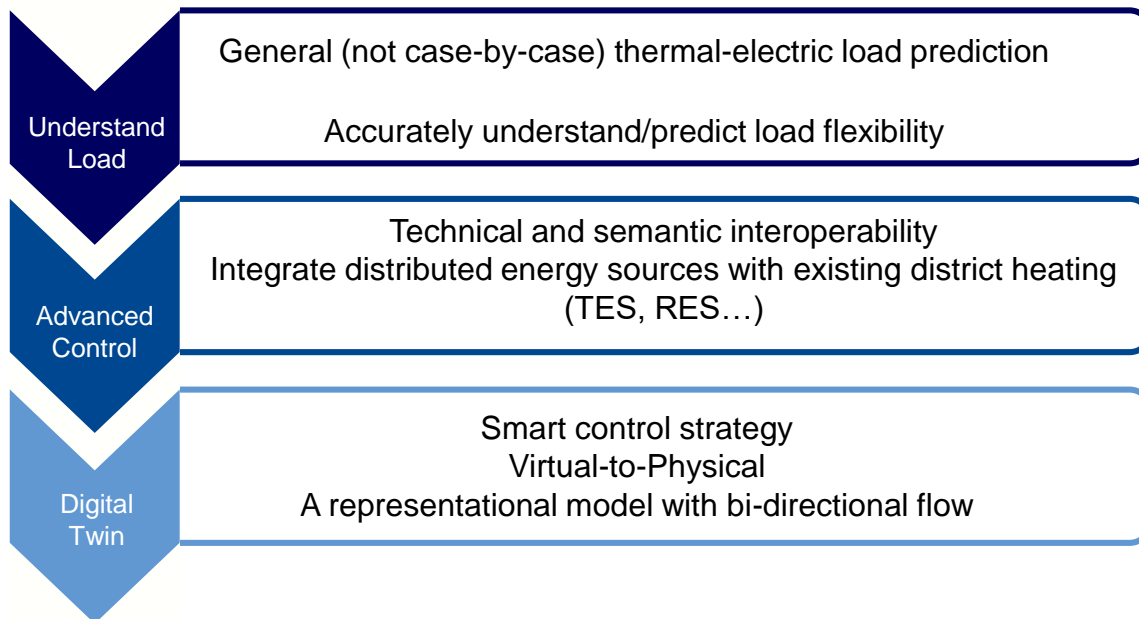 General (not case-by-case) thermal-electric load prediction
Accurately understand/predict load flexibility
Understand
Load
Technical and semantic interoperability
Integrate distributed energy sources with existing district heating
(TES, RES…)
Advanced
Control
Smart control strategy
Virtual-to-Physical
A representational model with bi-directional flow
Digital
Twin